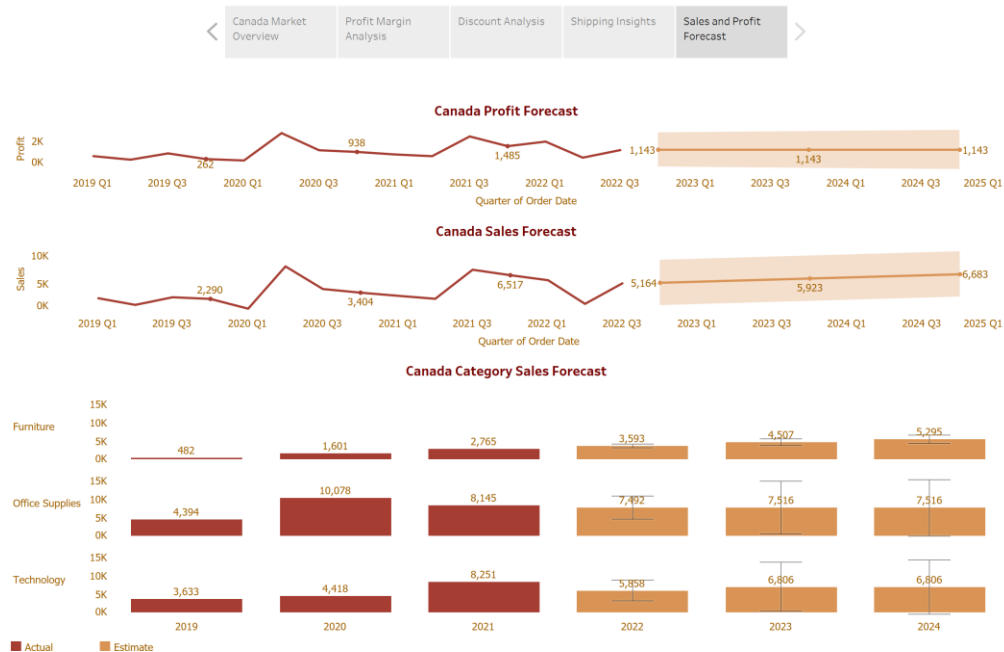 Canada Market Overview
Profit Margin Analysis
Discount Analysis
Shipping Insights
Sales and Profit Forecast
Canada Profit Forecast
Profit
2K
0K
262
938
1,485
1,143
1,143
1,143
2019 Q1 2019 Q3 2020 Q1 2020 Q3 2021 Q1 2021 Q3 2022 Q1 2022 Q3 2023 Q1 2023 Q3 2024 Q1 2024 Q3 2025 Q1
Quarter of Order Date
Canada Sales Forecast
Sales
10K
5K
0K
2,290
3,404
6,517
5,164
5,923
6,683
2019 Q1 2019 Q3 2020 Q1 2020 Q3 2021 Q1 2021 Q3 2022 Q1 2022 Q3 2023 Q1 2023 Q3 2024 Q1 2024 Q3 2025 Q1
Quarter of Order Date
Canada Category Sales Forecast
Furniture
15K
10K
5K
0K
482 1,601 2,765 3,593 4,507 5,295
Office Supplies
15K
10K
5K
0K
4,394 10,078 8,145 7,492 7,516 7,516
Technology
15K
10K
5K
0K
3,633 4,418 8,251 5,858 6,806 6,806
2019 2020 2021 2022 2023 2024
Actual Estimate